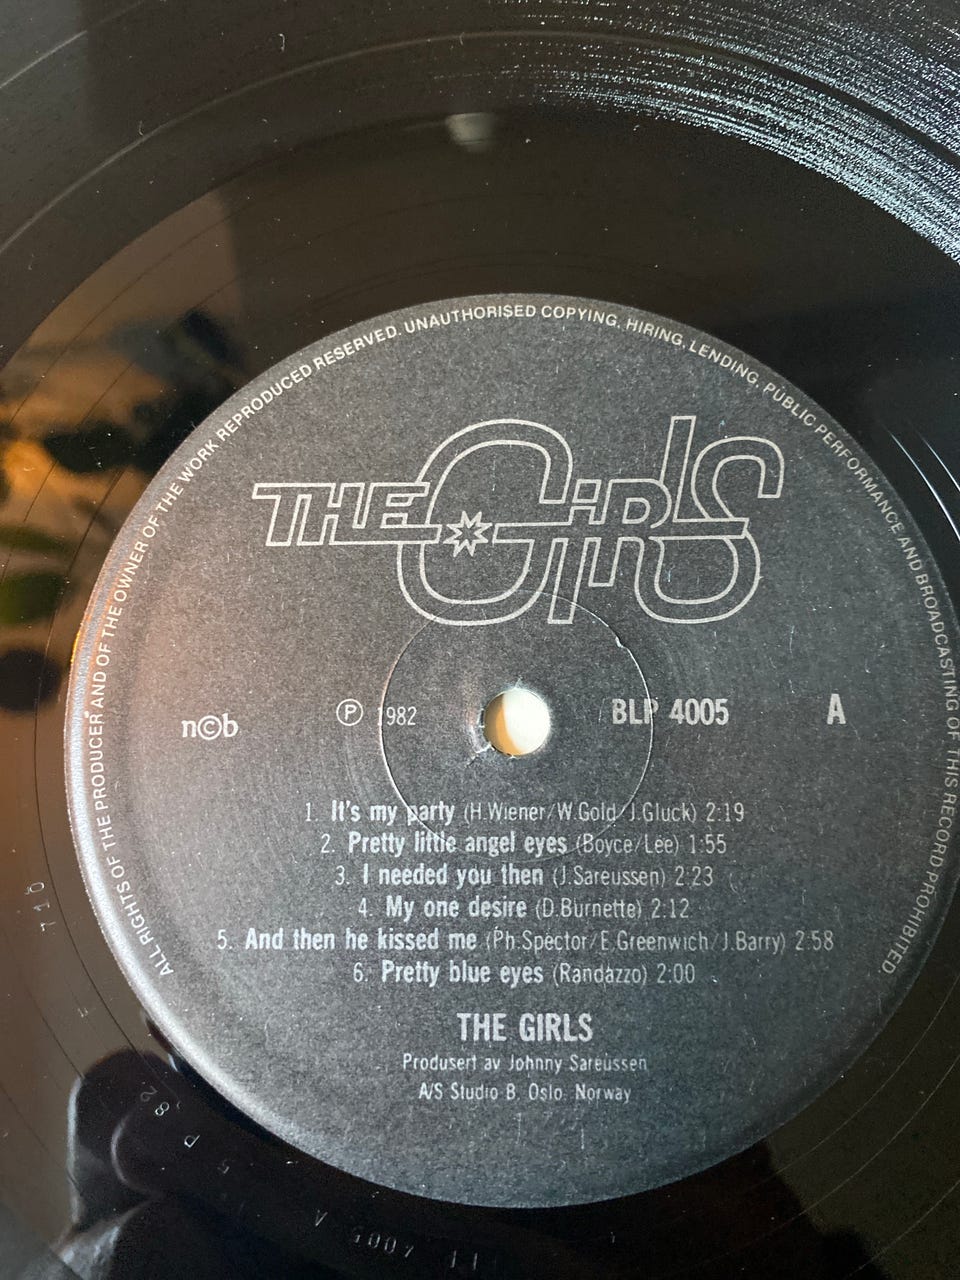 ALL RIGHTS OF THE PRODUCER AND OF THE OWNER OF THE WORK REPRODUCED RESERVED. UNAUTHORISED COPYING, HIRING, LENDING, PUBLIC PERFORMANCE AND BROADCASTING OF THIS RECORD PROHIBITED.
THE GiRLS
n©b
Ⓟ 1982
BLP 4005
A
1. It's my party (H.Wiener/W.Gold/J.Gluck) 2:19
2. Pretty little angel eyes (Boyce/Lee) 1:55
3. I needed you then (J.Sareussen) 2:23
4. My one desire (D.Burnette) 2:12
5. And then he kissed me (Ph.Spector/E.Greenwich/J.Barry) 2:58
6. Pretty blue eyes (Randazzo) 2:00
THE GIRLS
Produsert av Johnny Sareussen
A/S Studio B, Oslo, Norway